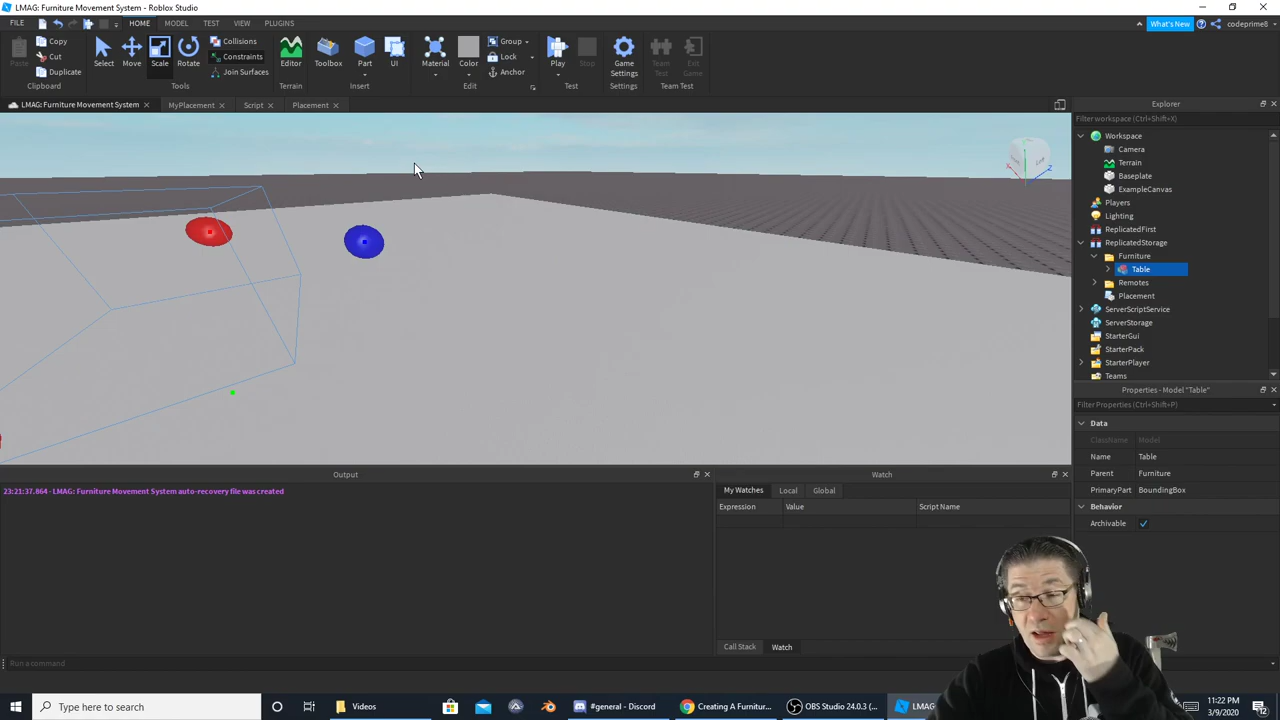 LMAG: Furniture Movement System - Roblox Studio
FILE HOME MODEL TEST VIEW PLUGINS What's New codeprime8
Paste Copy Cut Duplicate Select Move Scale Rotate Collisions Constraints Join Surfaces Editor Toolbox Part UI Material Color Group Lock Anchor Play Stop Game Settings Team Test Exit Game
Clipboard Tools Terrain Insert Edit Test Settings Team Test
LMAG: Furniture Movement System MyPlacement Script Placement
Explorer
Filter workspace (Ctrl+Shift+X)
Workspace
Camera
Terrain
Baseplate
ExampleCanvas
Players
Lighting
ReplicatedFirst
ReplicatedStorage
Furniture
Table
Remotes
Placement
ServerScriptService
ServerStorage
StarterGui
StarterPack
StarterPlayer
Teams
Properties - Model "Table"
Filter Properties (Ctrl+Shift+P)
Data
ClassName Model
Name Table
Parent Furniture
PrimaryPart BoundingBox
Behavior
Archivable
Left
Output
23:21:37.864 - LMAG: Furniture Movement System auto-recovery file was created
Watch
My Watches Local Global
Expression Value Script Name
Call Stack Watch
Run a command
Type here to search
Videos
#general - Discord
Creating A Furnitur...
OBS Studio 24.0.3 (...
LMAG
11:22 PM
3/9/2020